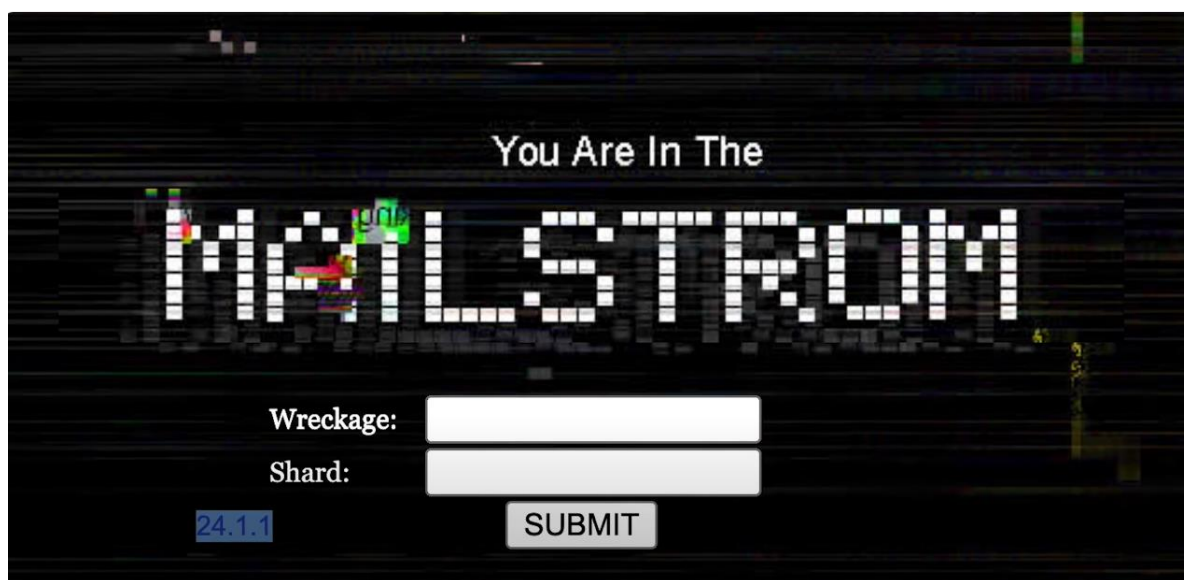 You Are In The
MAILSTROM
Wreckage:
Shard:
24.1.1
SUBMIT